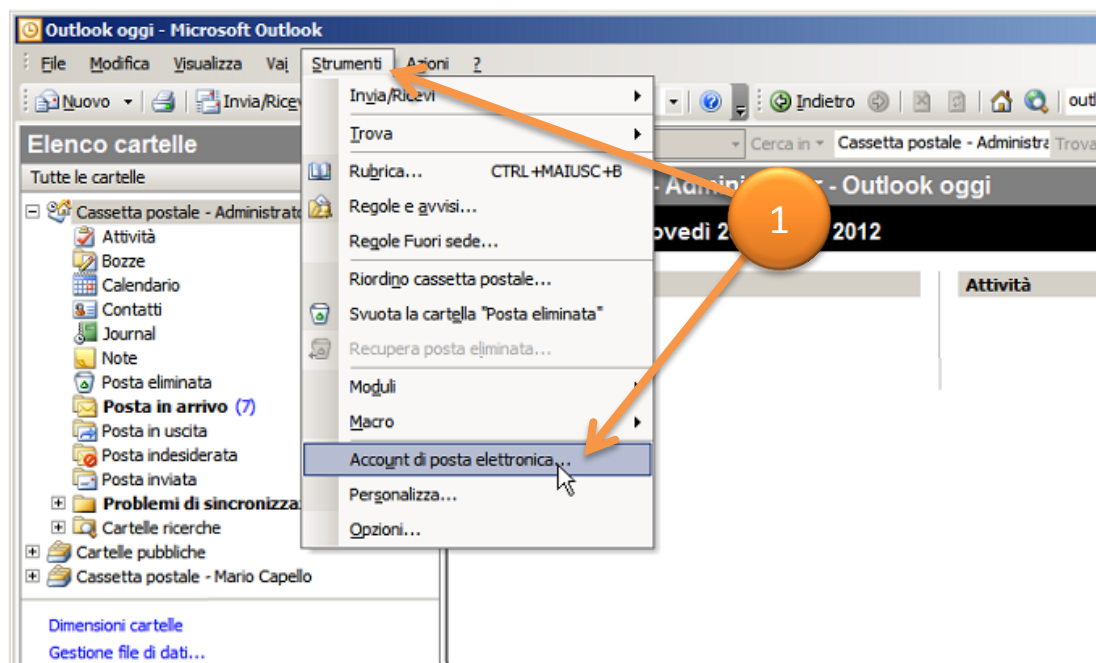 Outlook oggi - Microsoft Outlook
File Modifica Visualizza Vai Strumenti Azioni ?
Nuovo Invia/Ricev Indietro outl
Elenco cartelle
Cerca in Cassetta postale - Administra Trova
Tutte le cartelle
- Outlook oggi
2012
Attività
Cassetta postale - Administrato
Attività
Bozze
Calendario
Contatti
Journal
Note
Posta eliminata
Posta in arrivo (7)
Posta in uscita
Posta indesiderata
Posta inviata
Problemi di sincronizza
Cartelle ricerche
Cartelle pubbliche
Cassetta postale - Mario Capello
Dimensioni cartelle
Gestione file di dati...
Invia/Ricevi
Trova
Rubrica... CTRL+MAIUSC+B
Regole e avvisi...
Regole Fuori sede...
Riordino cassetta postale...
Svuota la cartella "Posta eliminata"
Recupera posta eliminata...
Moduli
Macro
Account di posta elettronica...
Personalizza...
Opzioni...
1